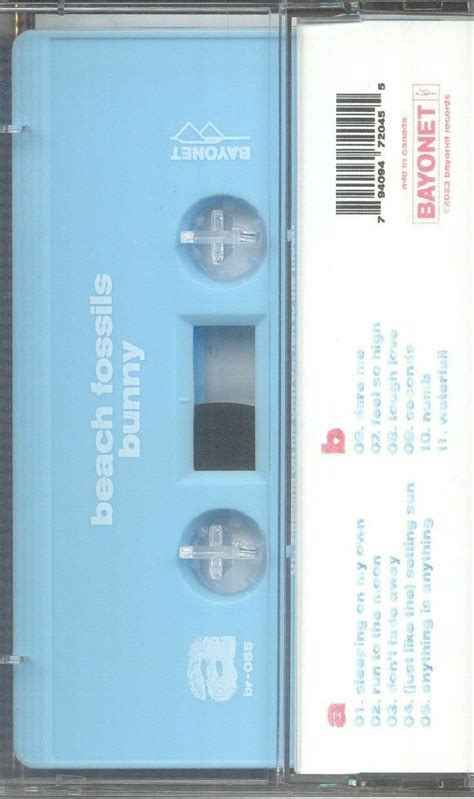 BAYONET
beach fossils
bunny
a
br-055
a
01. sleeping on my own
02. run to the moon
03. don't fade away
04. (just like the) setting sun
05. anything is anything
b
06. dare me
07. feel so high
08. tough love
09. seconds
10. numb
11. waterfall
7 94094 72045 5
mfd in canada
BAYONET
©2023 bayonet records